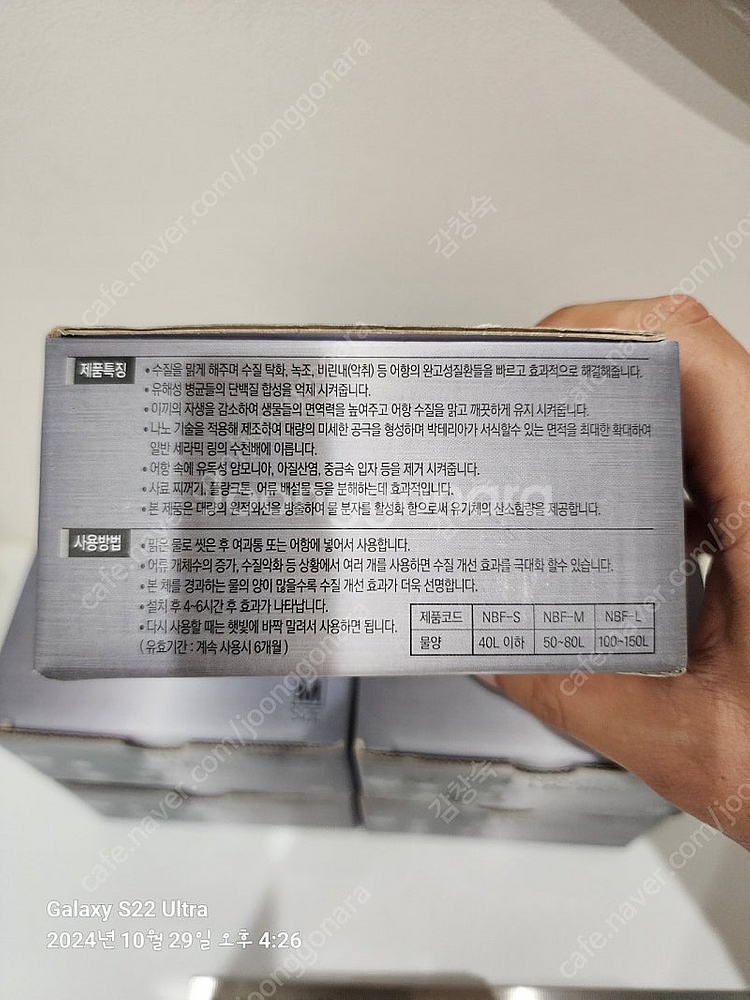 제품특징
• 수질을 맑게 해주며 수질 탁화, 녹조, 비린내(악취) 등 어항의 완고성질환들을 빠르고 효과적으로 해결해줍니다.
• 유해성 병균들의 단백질 합성을 억제 시켜줍니다.
• 이끼의 자생을 감소하여 생물들의 면역력을 높여주고 어항 수질을 맑고 깨끗하게 유지 시켜줍니다.
• 나노 기술을 적용해 제조하여 대량의 미세한 공극을 형성하며 박테리아가 서식할수 있는 면적을 최대한 확대하여
일반 세라믹 링의 수천배에 이릅니다.
• 어항 속에 유독성 암모니아, 아질산염, 중금속 입자 등을 제거 시켜줍니다.
• 사료 찌꺼기, 플랑크톤, 어류 배설물 등을 분해하는데 효과적입니다.
• 본 제품은 대량의 원적외선을 방출하여 물 분자를 활성화 함으로써 유기체의 산소함량을 제공합니다.
사용방법
• 맑은 물로 씻은 후 여과통 또는 어항에 넣어서 사용합니다.
• 어류 개체수의 증가, 수질악화 등 상황에서 여러 개를 사용하면 수질 개선 효과를 극대화 할수 있습니다.
• 본 체를 경과하는 물의 양이 많을수록 수질 개선 효과가 더욱 선명합니다.
• 설치 후 4~6시간 후 효과가 나타납니다.
• 다시 사용할 때는 햇빛에 바짝 말려서 사용하면 됩니다.
( 유효기간 : 계속 사용시 6개월 )
제품코드 NBF-S NBF-M NBF-L
물양 40L 이하 50~80L 100~150L
Joonggonara
cafe.naver.com/joonggonara
김창숙
Galaxy S22 Ultra
2024년 10월 29일 오후 4:26